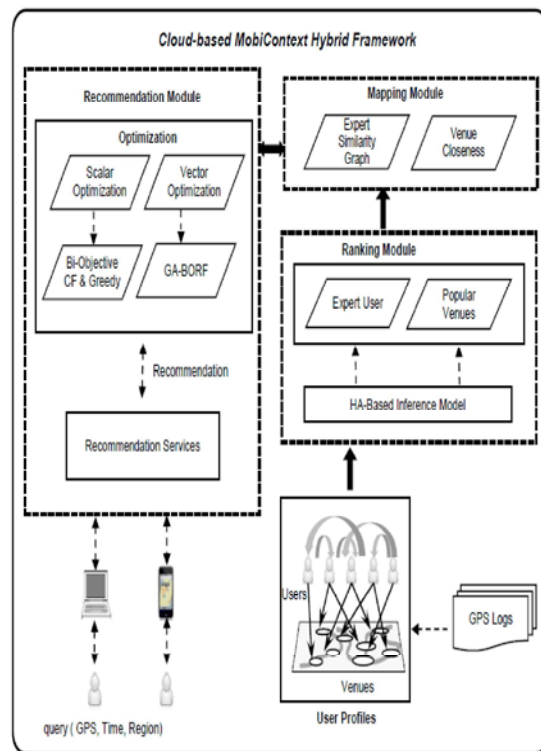 Cloud-based MobiContext Hybrid Framework
Recommendation Module
Optimization
Scalar
Optimization
Vector
Optimization
Bi-Objective
CF & Greedy
GA-BORF
Recommendation
Recommendation Services
query ( GPS, Time, Region)
Mapping Module
Expert
Similarity
Graph
Venue
Closeness
Ranking Module
Expert User
Popular
Venues
HA-Based Inference Model
Users
Venues
User Profiles
GPS Logs